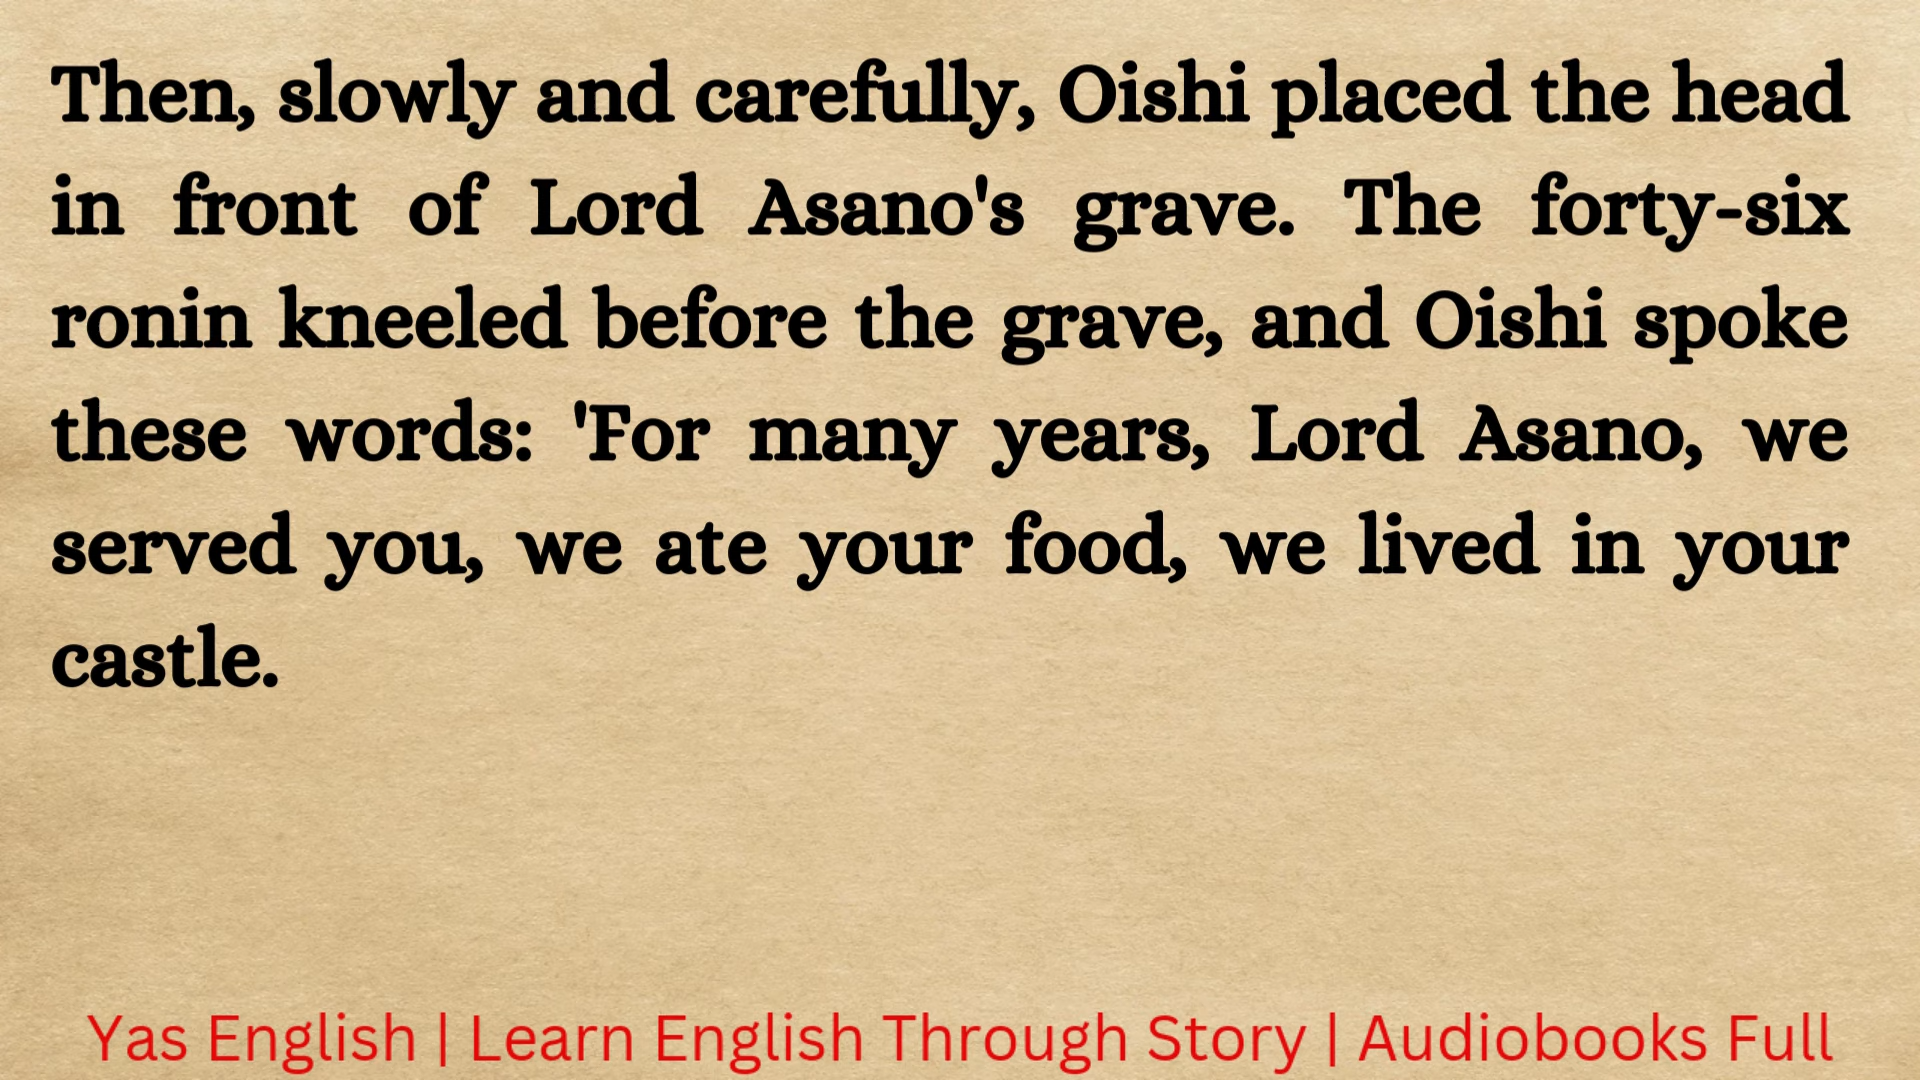 Then, slowly and carefully, Oishi placed the head
in front of Lord Asano's grave. The forty-six
ronin kneeled before the grave, and Oishi spoke
these words: 'For many years, Lord Asano, we
served you, we ate your food, we lived in your
castle.
Yas English | Learn English Through Story | Audiobooks Full